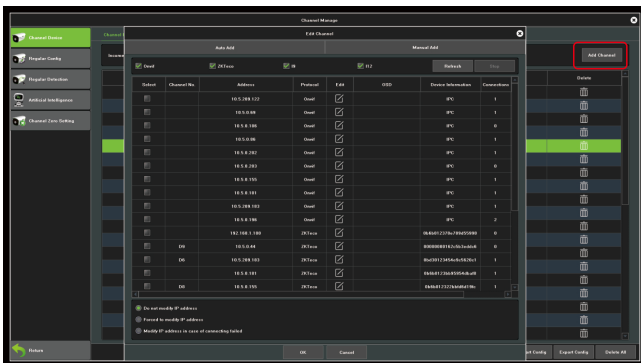 Channel Manage
Channel Device
Regular Config
Regular Detection
Artificial Intelligence
Channel Zero Setting
Return
Edit Channel
Auto Add
Manual Add
Onvif
ZKTeco
I9
I12
Refresh
Stop
Select Channel No. Address Protocol Edit OSD Device Information Connections
10.5.200.122 Onvif IPC 1
10.5.0.69 Onvif IPC 1
10.5.0.106 Onvif IPC 0
10.5.0.86 Onvif IPC 1
10.5.0.202 Onvif IPC 1
10.5.0.203 Onvif IPC 0
10.5.0.155 Onvif IPC 1
10.5.0.101 Onvif IPC 1
10.5.200.103 Onvif IPC 1
10.5.0.196 Onvif IPC 2
192.168.1.100 ZKTeco 0
D9 10.5.0.44 ZKTeco 0
D6 10.5.200.103 ZKTeco 1
10.5.0.101 ZKTeco 1
D8 10.5.0.155 ZKTeco 1
Do not modify IP address
Forced to modify IP address
Modify IP address in case of connecting failed
OK
Cancel
Add Channel
Delete
Export Config
Delete All